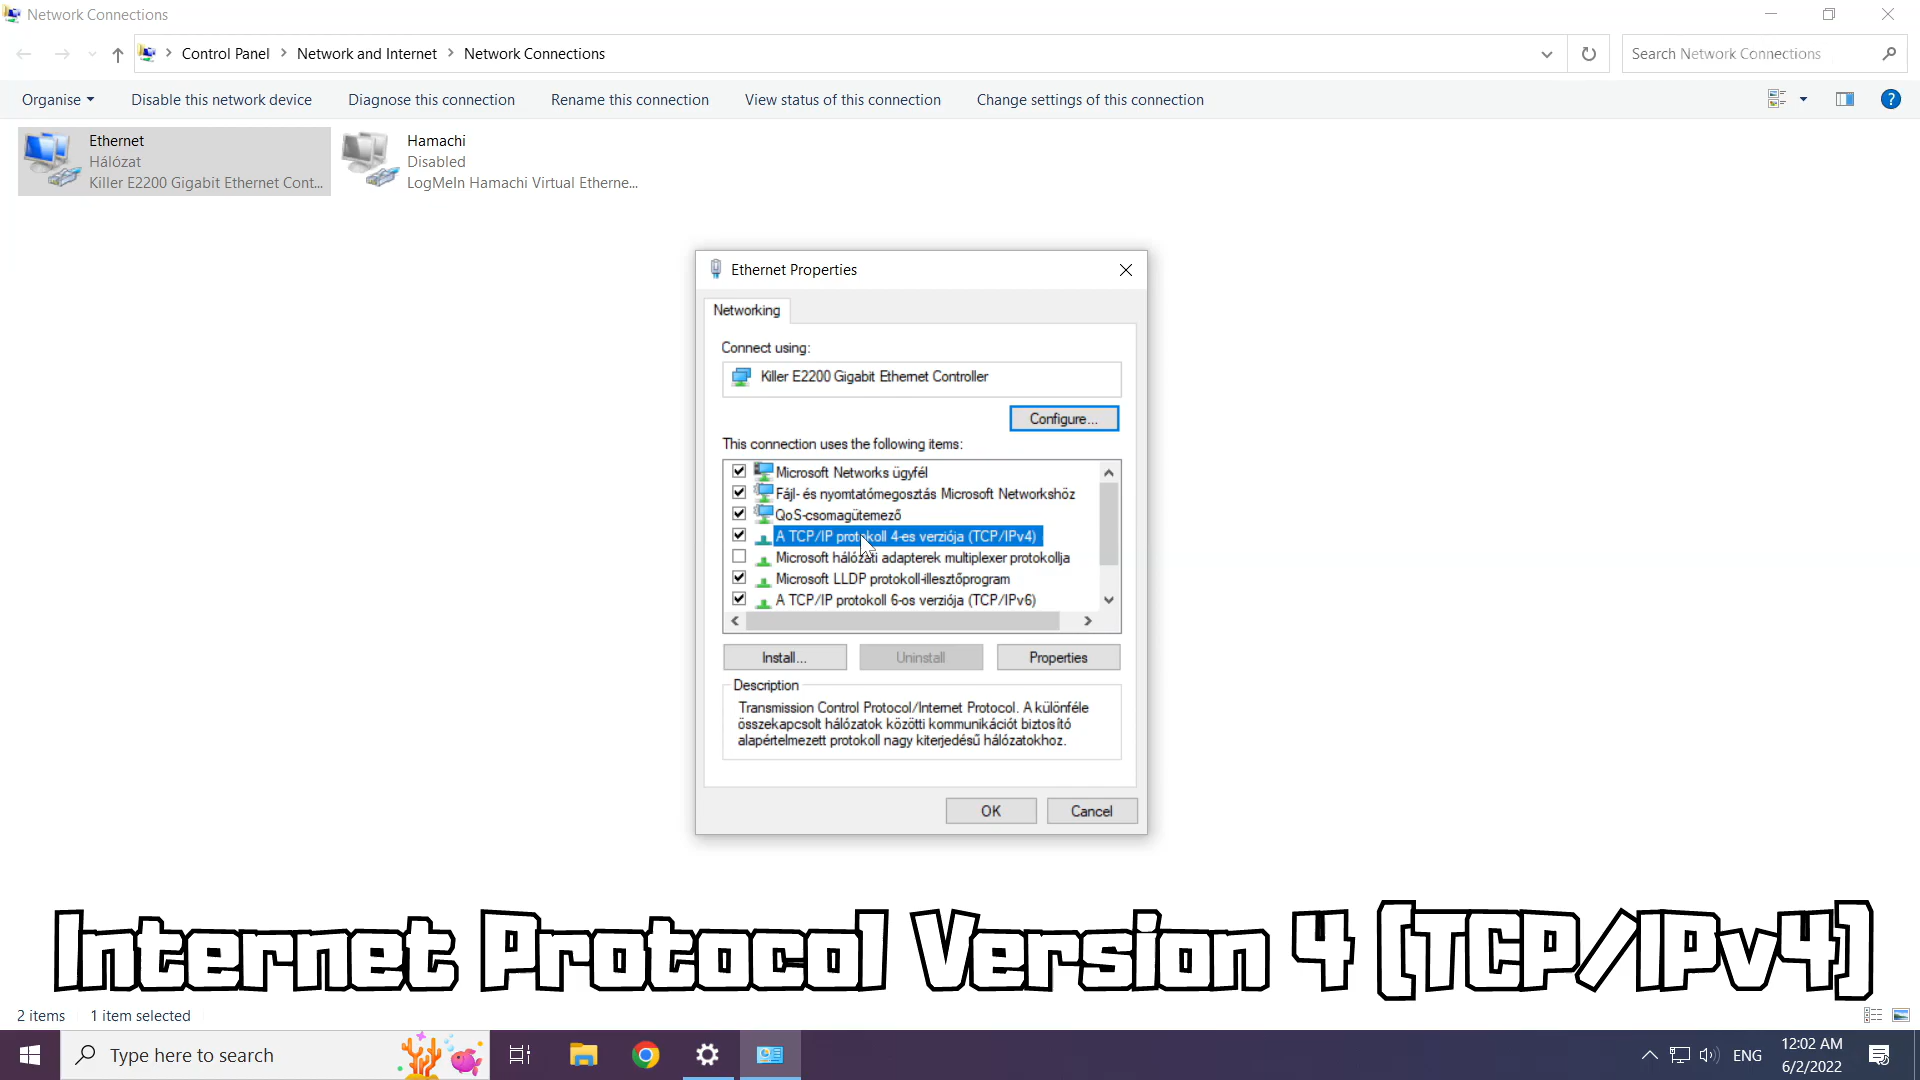 Network Connections
Control Panel > Network and Internet > Network Connections
Search Network Connections
Organise
Disable this network device
Diagnose this connection
Rename this connection
View status of this connection
Change settings of this connection
Ethernet
Hálózat
Killer E2200 Gigabit Ethernet Cont...
Hamachi
Disabled
LogMeIn Hamachi Virtual Etherne...
Ethernet Properties
Networking
Connect using:
Killer E2200 Gigabit Ethernet Controller
Configure...
This connection uses the following items:
Microsoft Networks ügyfél
Fájl- és nyomtatómegosztás Microsoft Networkshöz
QoS-csomagütemező
A TCP/IP protokoll 4-es verziója (TCP/IPv4)
Microsoft hálózati adapterek multiplexer protokollja
Microsoft LLDP protokoll-illesztőprogram
A TCP/IP protokoll 6-os verziója (TCP/IPv6)
Install...
Uninstall
Properties
Description
Transmission Control Protocol/Internet Protocol. A különféle
összekapcsolt hálózatok közötti kommunikációt biztosító
alapértelmezett protokoll nagy kiterjedésű hálózatokhoz.
OK
Cancel
Internet Protocol Version 4 (TCP/IPv4)
2 items
1 item selected
Type here to search
ENG
12:02 AM
6/2/2022